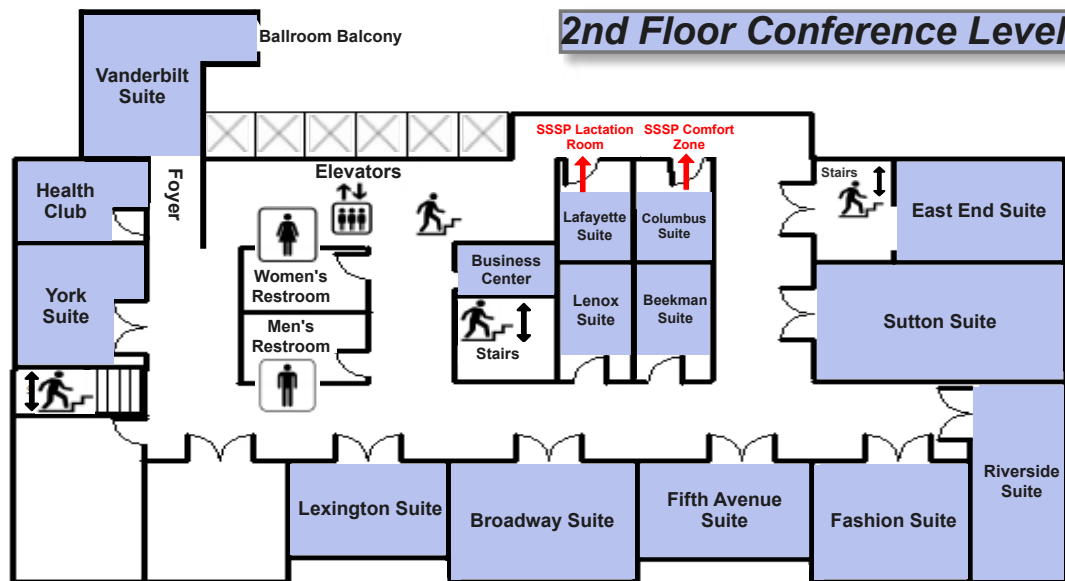 2nd Floor Conference Level
Ballroom Balcony
Vanderbilt
Suite
SSSP Lactation
Room
SSSP Comfort
Zone
Elevators
Foyer
Stairs
Health
Club
Lafayette
Suite
Columbus
Suite
East End Suite
Business
Center
Women's
Restroom
York
Suite
Lenox
Suite
Beekman
Suite
Sutton Suite
Men's
Restroom
Stairs
Riverside
Suite
Lexington Suite
Broadway Suite
Fifth Avenue
Suite
Fashion Suite